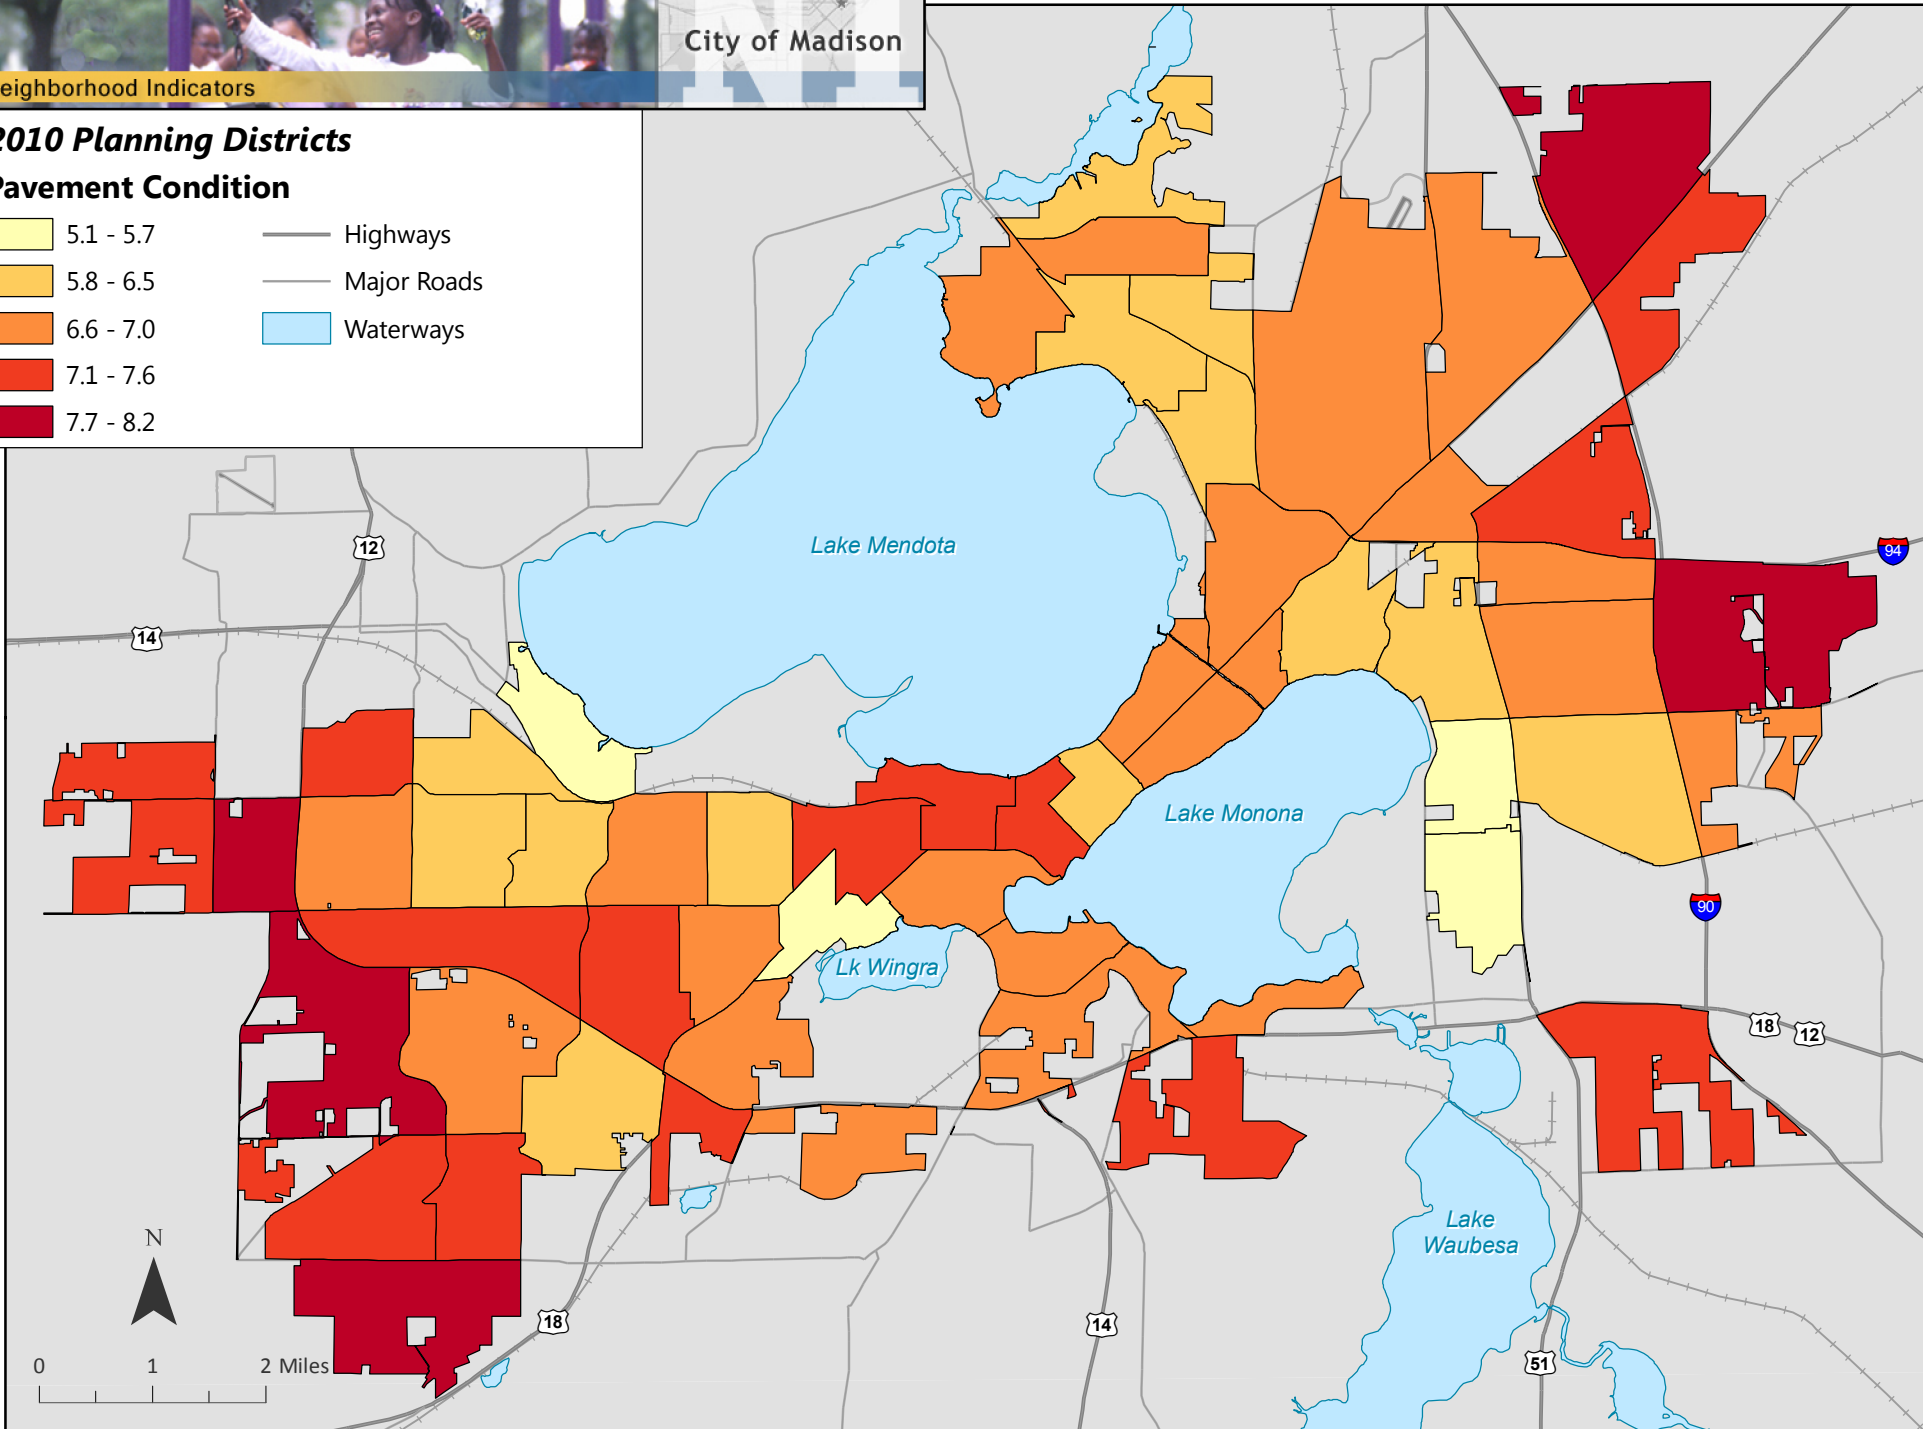 City of Madison
eighborhood Indicators
2010 Planning Districts
Pavement Condition
5.1 - 5.7
5.8 - 6.5
6.6 - 7.0
7.1 - 7.6
7.7 - 8.2
Highways
Major Roads
Waterways
12
14
Lake Mendota
94
Lake Monona
90
Lk Wingra
18
12
Lake
Waubesa
N
18
14
51
0 1 2 Miles